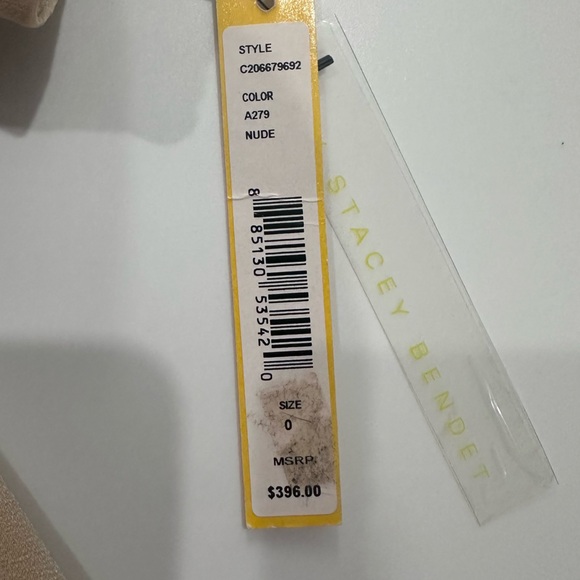 STYLE
C206679692
COLOR
A279
NUDE
8 85130 53542 0
SIZE
0
MSRP
$396.00
STACEY BENDET